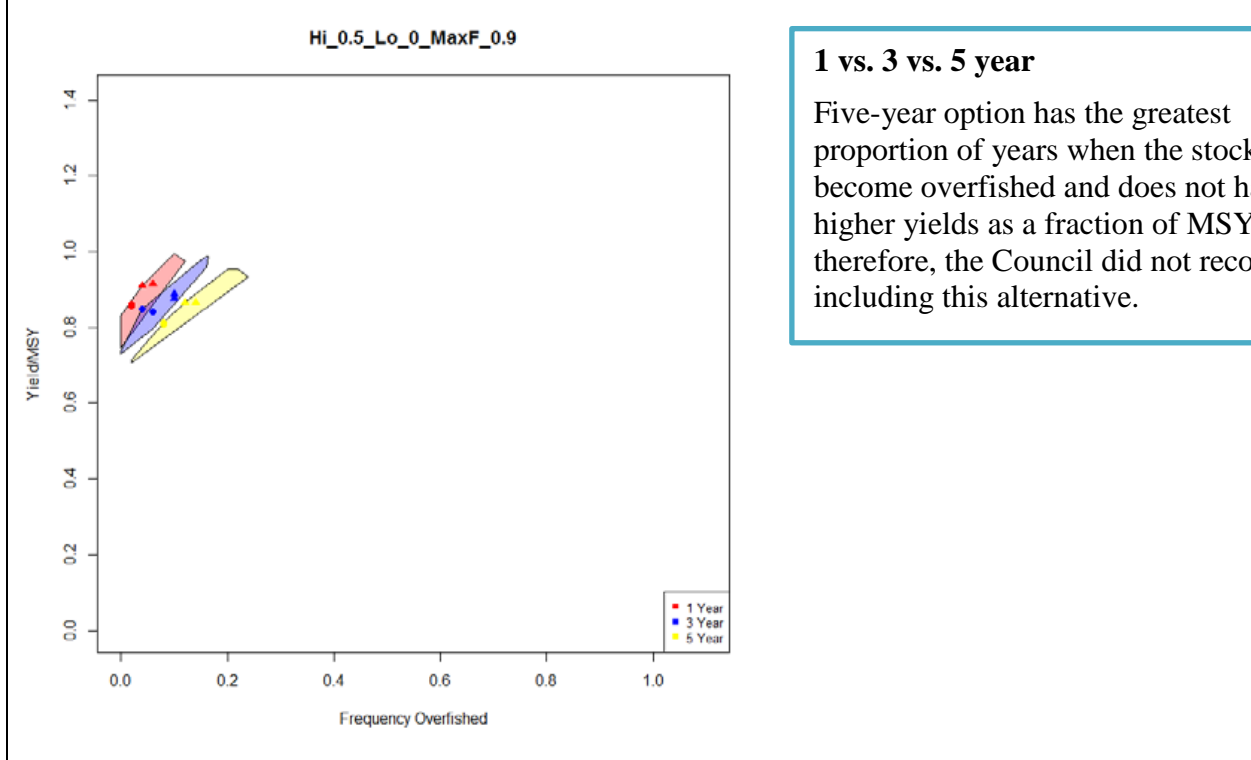 Hi_0.5_Lo_0_MaxF_0.9
1.4
1.2
1.0
0.8
0.6
0.4
0.2
0.0
Yield/MSY
0.0 0.2 0.4 0.6 0.8 1.0
Frequency Overfished
1 Year
3 Year
5 Year
1 vs. 3 vs. 5 year
Five-year option has the greatest
proportion of years when the stock
become overfished and does not
higher yields as a fraction of MSY
therefore, the Council did not
including this alternative.